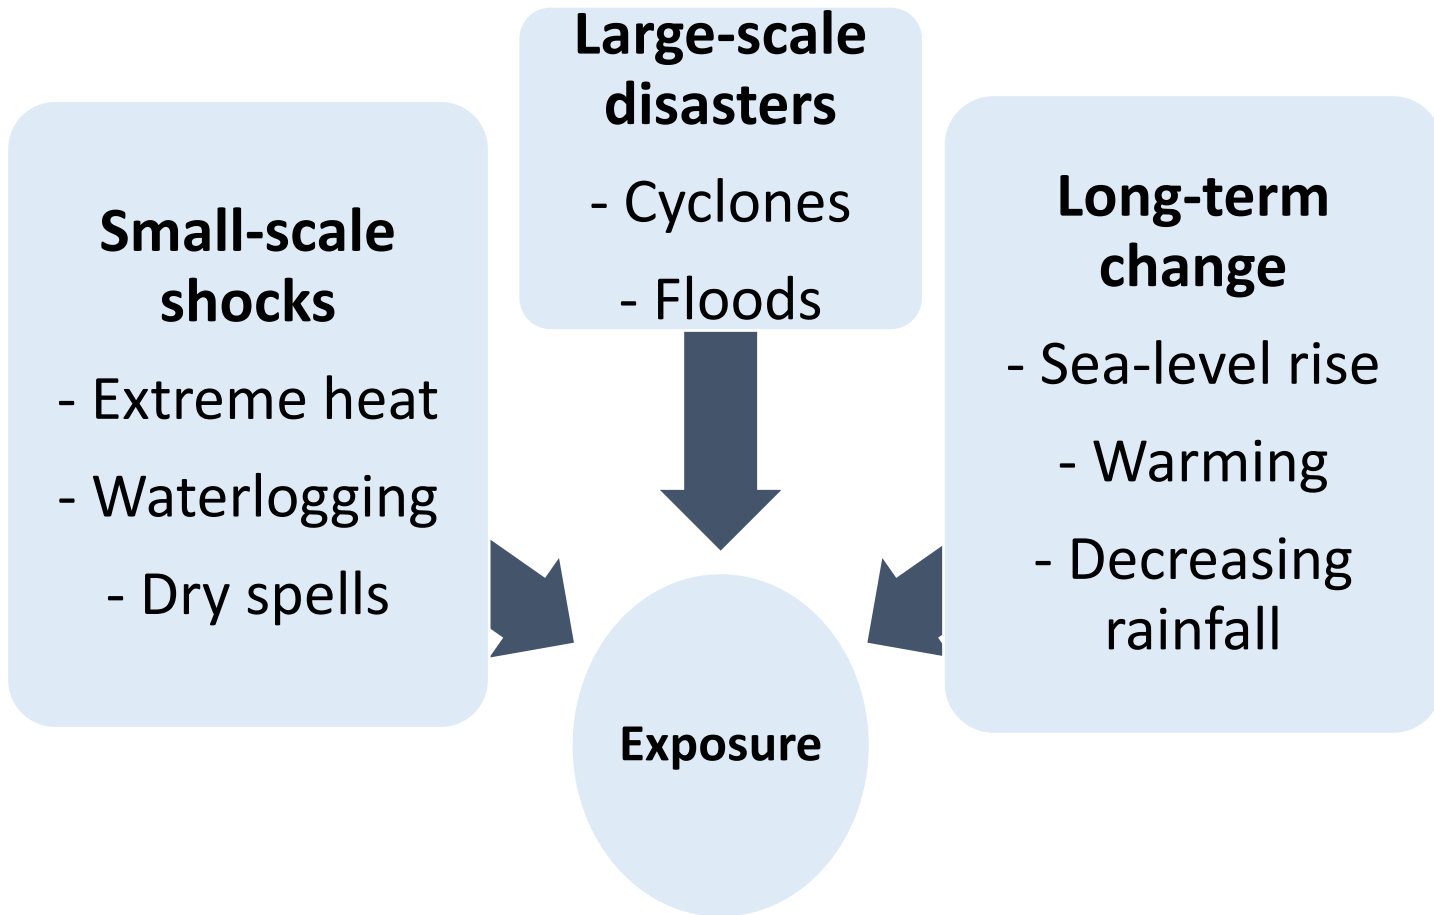 Small-scale
shocks
- Extreme heat
- Waterlogging
- Dry spells
Large-scale
disasters
- Cyclones
- Floods
Long-term
change
- Sea-level rise
- Warming
- Decreasing
rainfall
Exposure